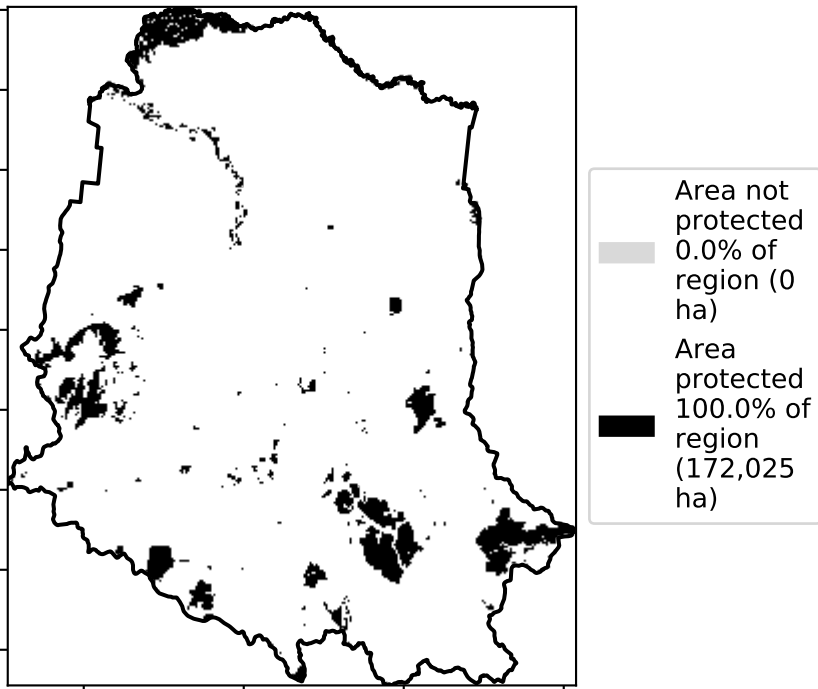 Area not
protected
0.0% of
region (0
ha)
Area
protected
100.0% of
region
(172,025
ha)